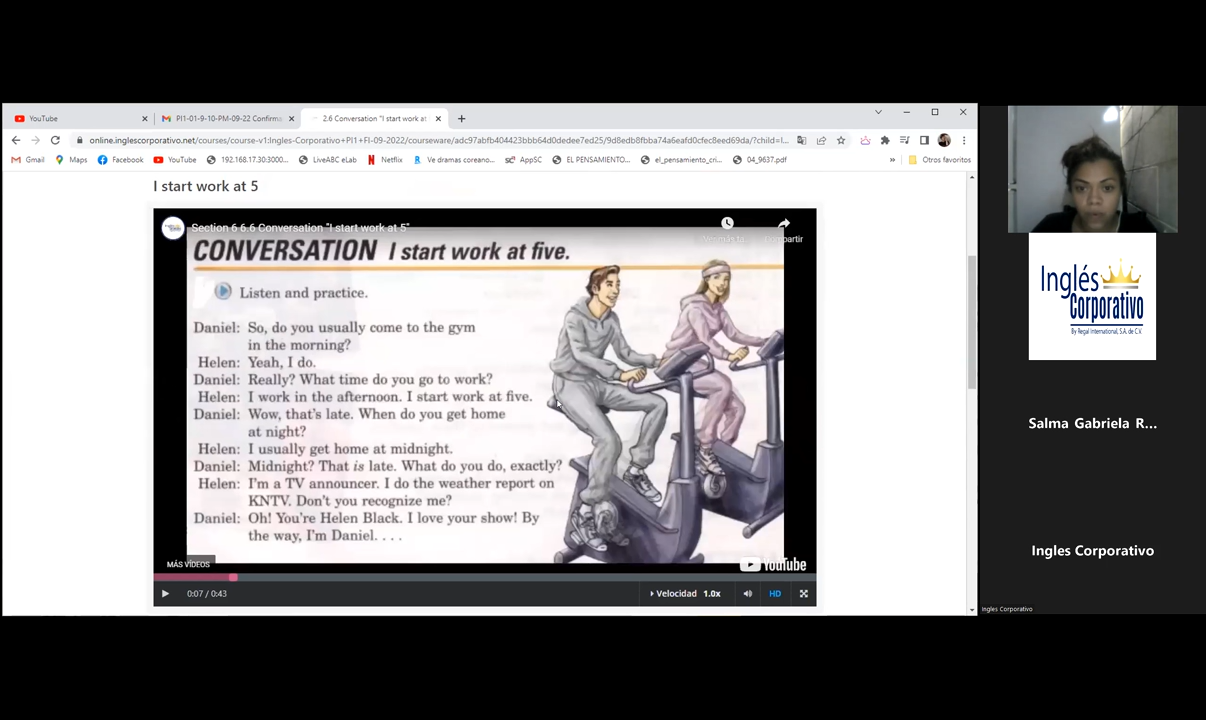 YouTube
PI1-01-9-10-PM-09-22 Confirma
2.6 Conversation "I start work at
online.inglescorporativo.net/courses/course-v1:Ingles-Corporativo+PI1+FI-09-2022/courseware/adc97abfb404423bbb64d0dedee7ed25/9d8edb8fbba74a6eafd0cfec8eed69da/?child=l...
Gmail
Maps
Facebook
YouTube
192.168.17.30:3000...
LiveABC eLab
Netflix
Ve dramas coreano...
AppSC
EL PENSAMIENTO...
el_pensamiento_cri...
04_9637.pdf
»
Otros favoritos
I start work at 5
Section 6 6.6 Conversation "I start work at 5"
CONVERSATION I start work at five.
Listen and practice.
Daniel: So, do you usually come to the gym
in the morning?
Helen: Yeah, I do.
Daniel: Really? What time do you go to work?
Helen: I work in the afternoon. I start work at five.
Daniel: Wow, that's late. When do you get home
at night?
Helen: I usually get home at midnight.
Daniel: Midnight? That is late. What do you do, exactly?
Helen: I'm a TV announcer. I do the weather report on
KNTV. Don't you recognize me?
Daniel: Oh! You're Helen Black. I love your show! By
the way, I'm Daniel. . . .
MÁS VÍDEOS
YouTube
0:07 / 0:43
Velocidad 1.0x
HD
Inglés
Corporativo
By Regal International, S.A. de C.V.
Salma Gabriela R...
Ingles Corporativo
Ingles Corporativo